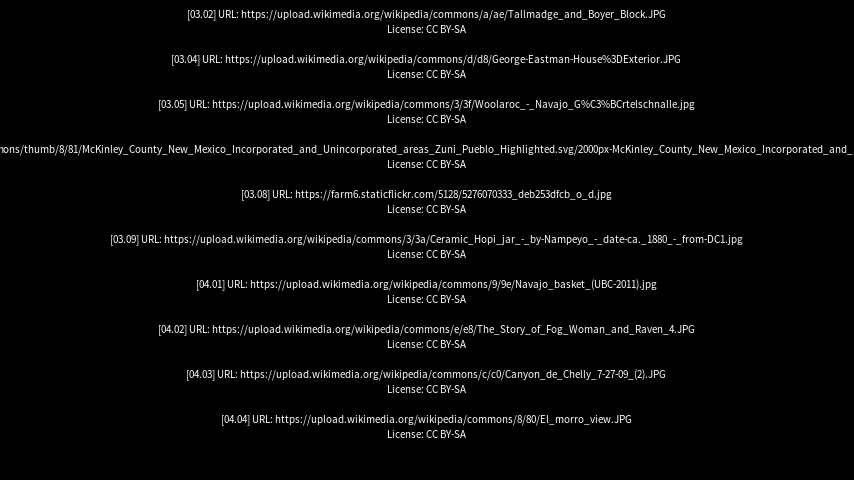 [03.02] URL: https://upload.wikimedia.org/wikipedia/commons/a/ae/Tallmadge_and_Boyer_Block.JPG
License: CC BY-SA
[03.04] URL: https://upload.wikimedia.org/wikipedia/commons/d/d8/George-Eastman-House%3DExterior.JPG
License: CC BY-SA
[03.05] URL: https://upload.wikimedia.org/wikipedia/commons/3/3f/Woolaroc_-_Navajo_G%C3%BCrtelschnalle.jpg
License: CC BY-SA
mons/thumb/8/81/McKinley_County_New_Mexico_Incorporated_and_Unincorporated_areas_Zuni_Pueblo_Highlighted.svg/2000px-McKinley_County_New_Mexico_Incorporated_and_
License: CC BY-SA
[03.08] URL: https://farm6.staticflickr.com/5128/5276070333_deb253dfcb_o_d.jpg
License: CC BY-SA
[03.09] URL: https://upload.wikimedia.org/wikipedia/commons/3/3a/Ceramic_Hopi_jar_-_by-Nampeyo_-_date-ca._1880_-_from-DC1.jpg
License: CC BY-SA
[04.01] URL: https://upload.wikimedia.org/wikipedia/commons/9/9e/Navajo_basket_(UBC-2011).jpg
License: CC BY-SA
[04.02] URL: https://upload.wikimedia.org/wikipedia/commons/e/e8/The_Story_of_Fog_Woman_and_Raven_4.JPG
License: CC BY-SA
[04.03] URL: https://upload.wikimedia.org/wikipedia/commons/c/c0/Canyon_de_Chelly_7-27-09_(2).JPG
License: CC BY-SA
[04.04] URL: https://upload.wikimedia.org/wikipedia/commons/8/80/El_morro_view.JPG
License: CC BY-SA